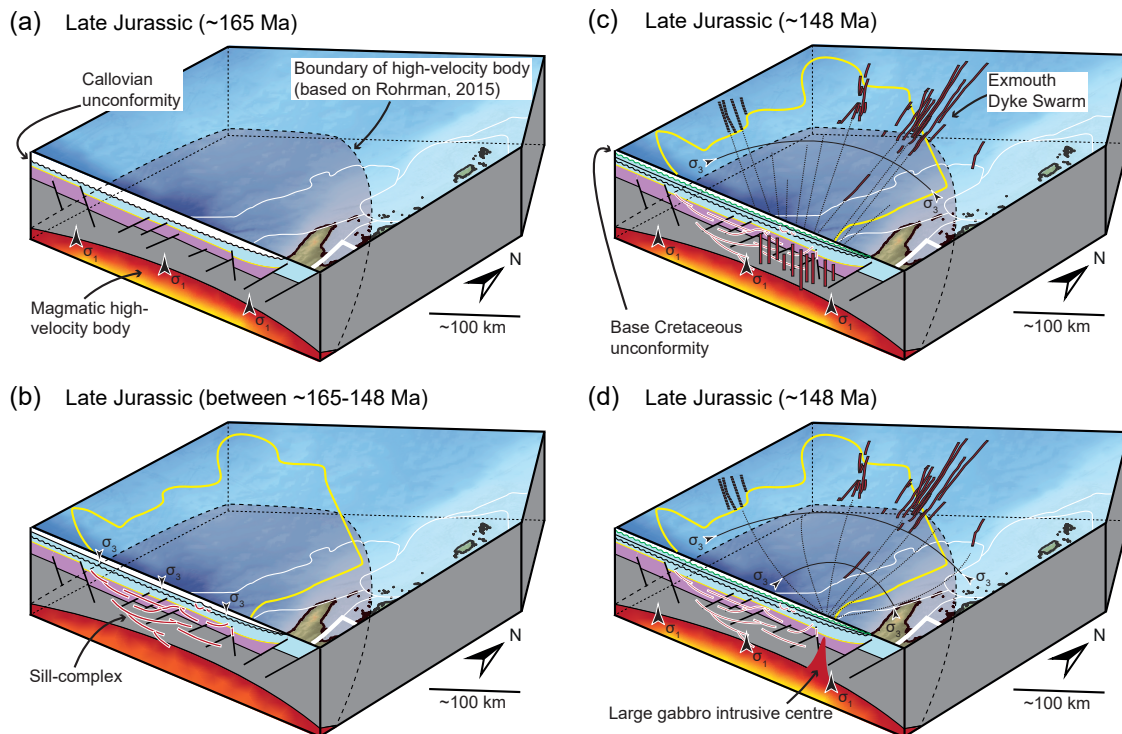 (a) Late Jurassic (~165 Ma)
Callovian
unconformity
Boundary of high-velocity body
(based on Rohrman, 2015)
σ1
σ1
σ1
Magmatic high-
velocity body
N
~100 km
(c) Late Jurassic (~148 Ma)
Exmouth
Dyke Swarm
σ3
σ3
σ1
σ1
σ1
Base Cretaceous
unconformity
N
~100 km
(b) Late Jurassic (between ~165-148 Ma)
σ3
σ3
σ3
Sill-complex
N
~100 km
(d) Late Jurassic (~148 Ma)
σ3
σ3
σ3
σ3
σ1
σ1
σ1
Large gabbro intrusive centre
N
~100 km